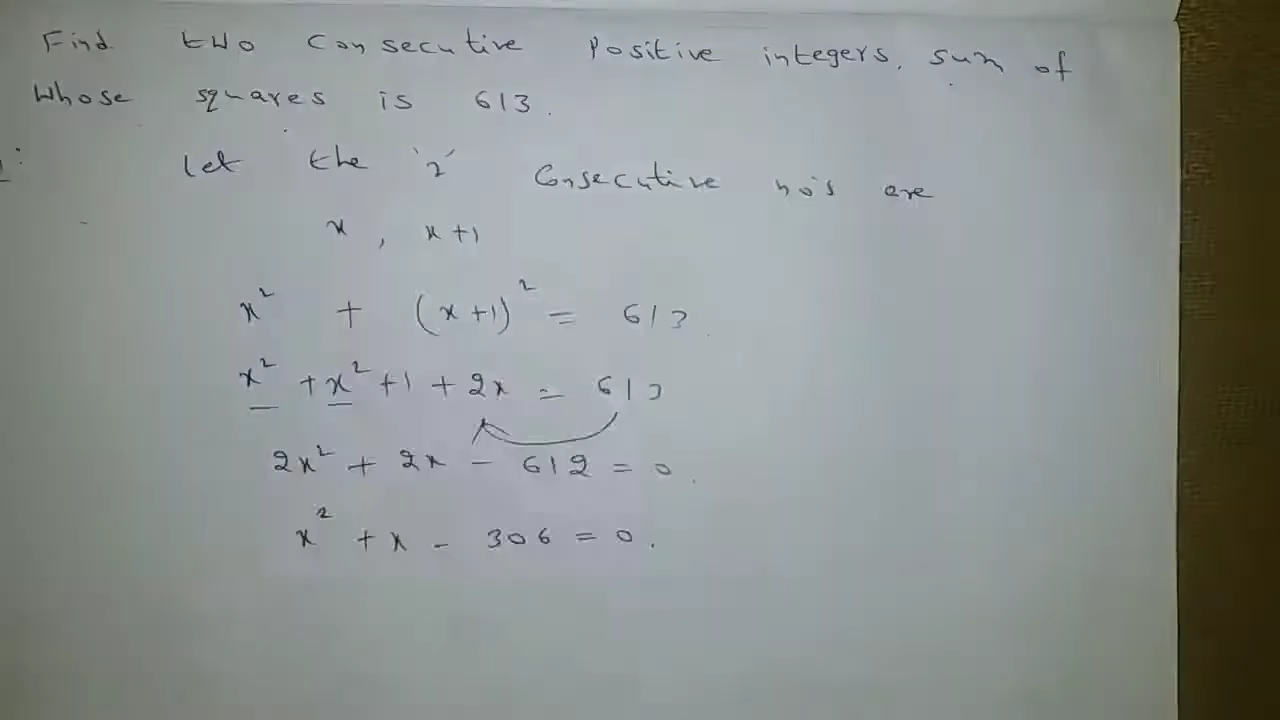 Find two consecutive positive integers, sum of
whose squares is 613.
let the '2' consecutive no's are
x, x+1
x² + (x+1)² = 613
x² + x² + 1 + 2x = 613
2x² + 2x - 612 = 0.
x² + x - 306 = 0.